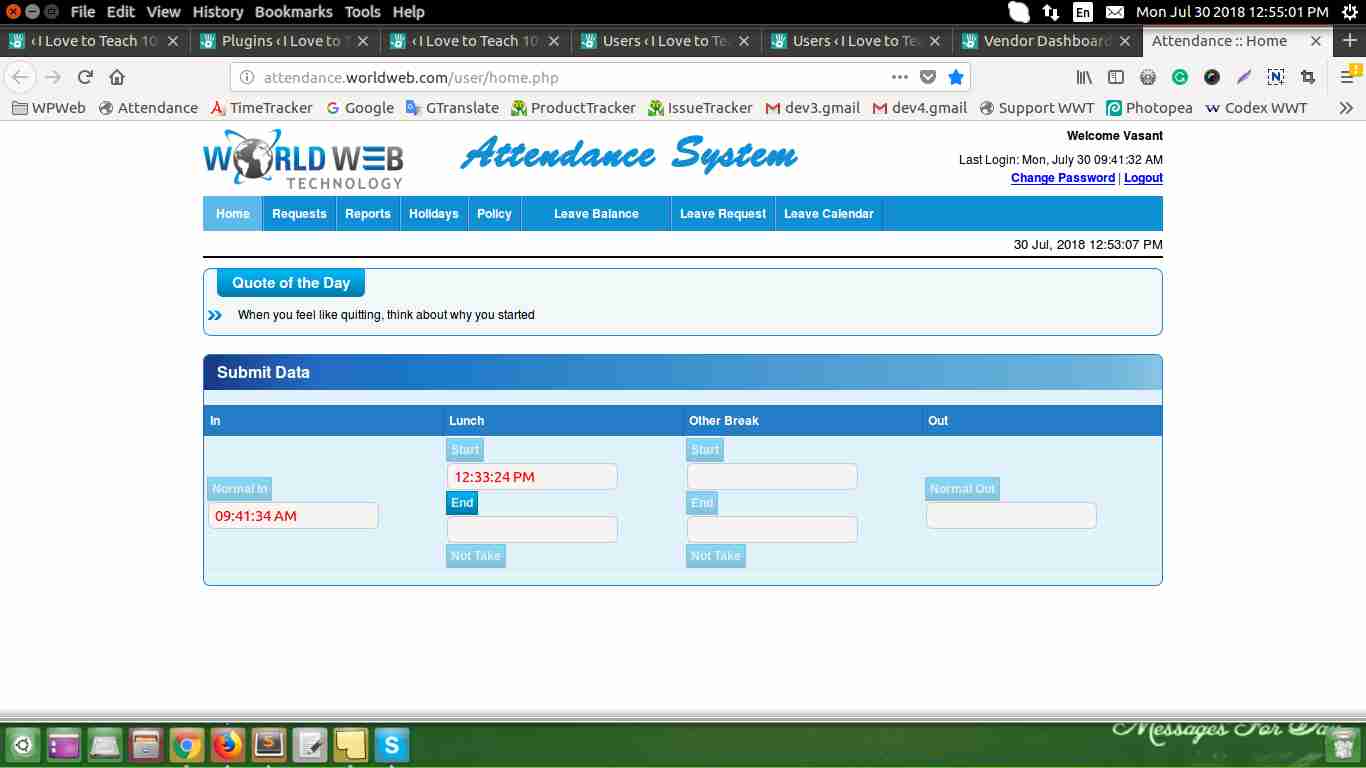 File Edit View History Bookmarks Tools Help
En Mon Jul 30 2018 12:55:01 PM
‹ I Love to Teach 10 Plugins ‹ I Love to T ‹ I Love to Teach 10 Users ‹ I Love to Te Users ‹ I Love to Te Vendor Dashboard Attendance :: Home
attendance.worldweb.com/user/home.php
WPWeb Attendance TimeTracker Google GTranslate ProductTracker IssueTracker dev3.gmail dev4.gmail Support WWT Photopea Codex WWT
WORLD WEB
TECHNOLOGY
Attendance System
Welcome Vasant
Last Login: Mon, July 30 09:41:32 AM
Change Password | Logout
Home Requests Reports Holidays Policy Leave Balance Leave Request Leave Calendar
30 Jul, 2018 12:53:07 PM
Quote of the Day
When you feel like quitting, think about why you started
Submit Data
In Lunch Other Break Out
Start Start
12:33:24 PM
Normal In End End Normal Out
09:41:34 AM
Not Take Not Take
Messages For Day